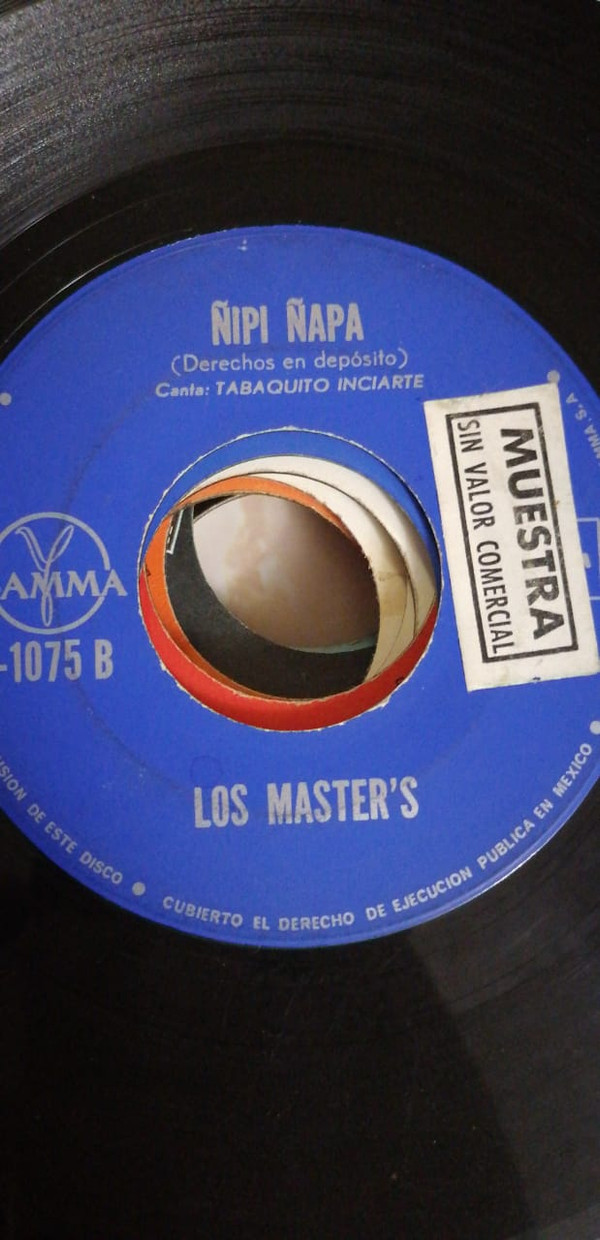 ÑIPI ÑAPA
(Derechos en depósito)
Canta: TABAQUITO INCIARTE
MUESTRA
SIN VALOR COMERCIAL
AMMA
-1075 B
LOS MASTER'S
DE ESTE DISCO ● CUBIERTO EL DERECHO DE EJECUCION PUBLICA EN MEXICO ●
S.A